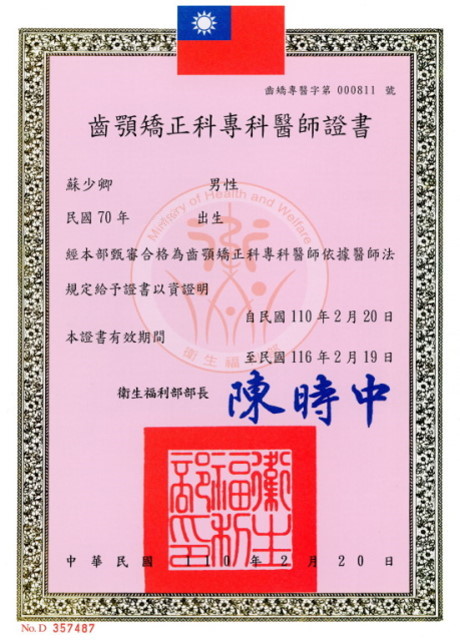 齒矯專醫字第 000811 號
齒顎矯正科專科醫師證書
蘇少卿 男性
民國 70 年 出生
Ministry of Health and Welfare
經本部甄審合格為齒顎矯正科專科醫師依據醫師法
規定給予證書以資證明
自民國 110 年 2 月 20 日
本證書有效期間
至民國 116 年 2 月 19 日
衛生福利部
衛生福利部部長 陳時中
衛生福利部印
中華民國 110 年 2 月 20 日
No. D 357487